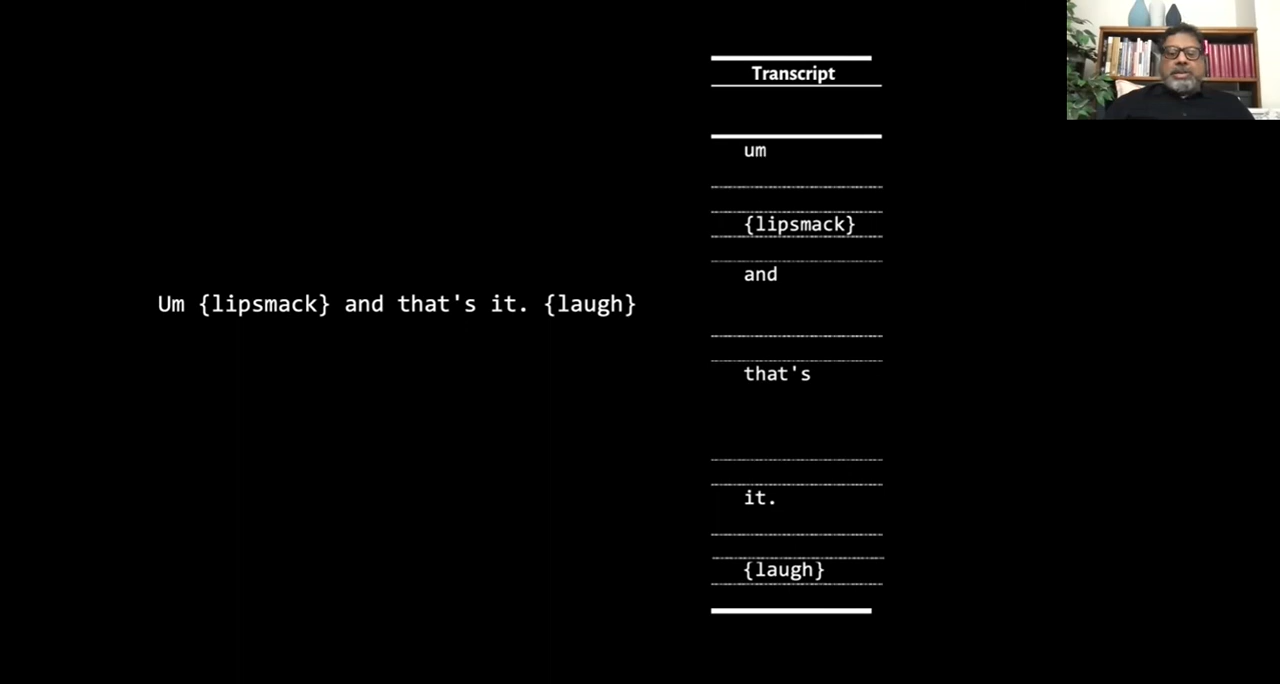 Um {lipsmack} and that's it. {laugh}
Transcript
um
{lipsmack}
and
that's
it.
{laugh}